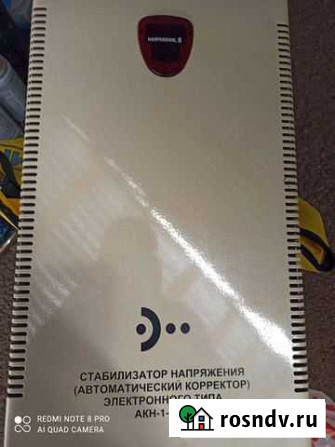 СТАБИЛИЗАТОР НАПРЯЖЕНИЯ
(АВТОМАТИЧЕСКИЙ КОРРЕКТОР)
ЭЛЕКТРОННОГО ТИПА
АКН-1-
REDMI NOTE 8 PRO
AI QUAD CAMERA
rosndv.ru